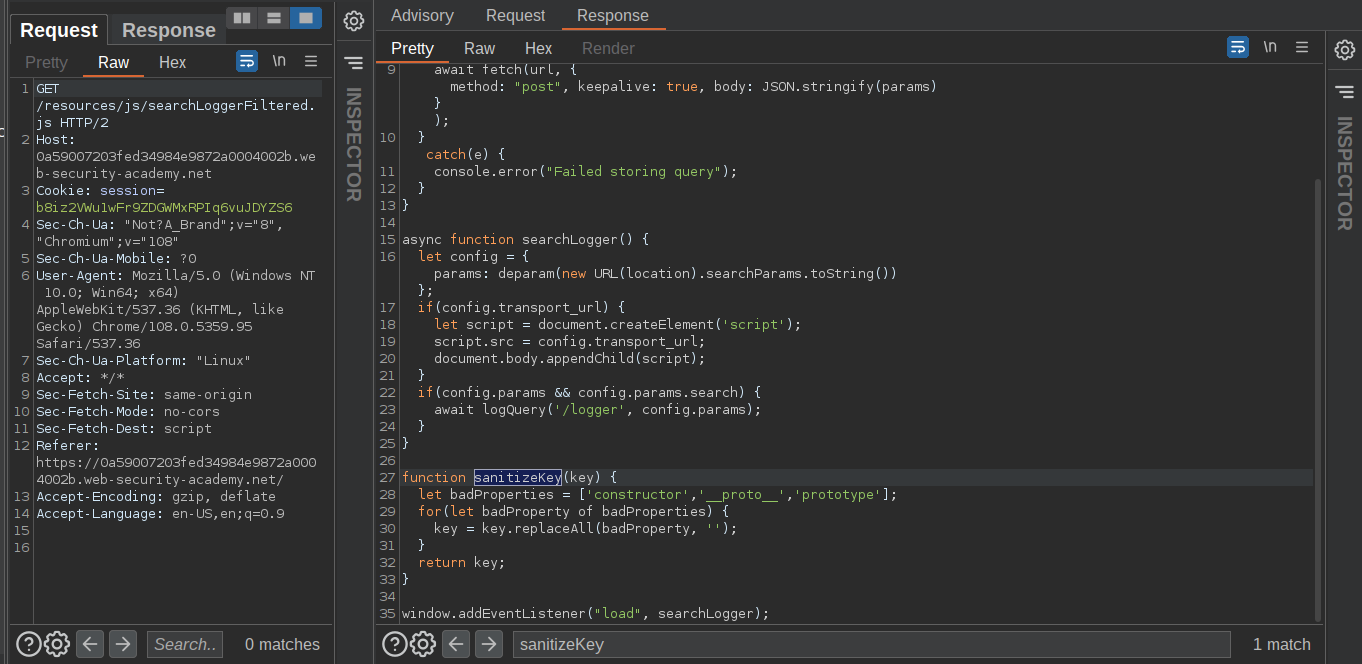 Request Response
Pretty Raw Hex \n
1 GET
/resources/js/searchLoggerFiltered.
js HTTP/2
2 Host:
0a59007203fed34984e9872a0004002b.we
b-security-academy.net
3 Cookie: session=
b8iz2VWu1wFr9ZDGWMxRPIq6vuJDYZS6
4 Sec-Ch-Ua: "Not?A_Brand";v="8",
"Chromium";v="108"
5 Sec-Ch-Ua-Mobile: ?0
6 User-Agent: Mozilla/5.0 (Windows NT
10.0; Win64; x64)
AppleWebKit/537.36 (KHTML, like
Gecko) Chrome/108.0.5359.95
Safari/537.36
7 Sec-Ch-Ua-Platform: "Linux"
8 Accept: */*
9 Sec-Fetch-Site: same-origin
10 Sec-Fetch-Mode: no-cors
11 Sec-Fetch-Dest: script
12 Referer:
https://0a59007203fed34984e9872a000
4002b.web-security-academy.net/
13 Accept-Encoding: gzip, deflate
14 Accept-Language: en-US,en;q=0.9
15
16
? Search.. 0 matches
INSPECTOR
Advisory Request Response
Pretty Raw Hex Render \n
9 await fetch(url, {
method: "post", keepalive: true, body: JSON.stringify(params)
}
);
10 }
catch(e) {
11 console.error("Failed storing query");
12 }
13 }
14
15 async function searchLogger() {
16 let config = {
params: deparam(new URL(location).searchParams.toString())
};
17 if(config.transport_url) {
18 let script = document.createElement('script');
19 script.src = config.transport_url;
20 document.body.appendChild(script);
21 }
22 if(config.params && config.params.search) {
23 await logQuery('/logger', config.params);
24 }
25 }
26
27 function sanitizeKey(key) {
28 let badProperties = ['constructor','__proto__','prototype'];
29 for(let badProperty of badProperties) {
30 key = key.replaceAll(badProperty, '');
31 }
32 return key;
33 }
34
35 window.addEventListener("load", searchLogger);
? sanitizeKey 1 match
INSPECTOR